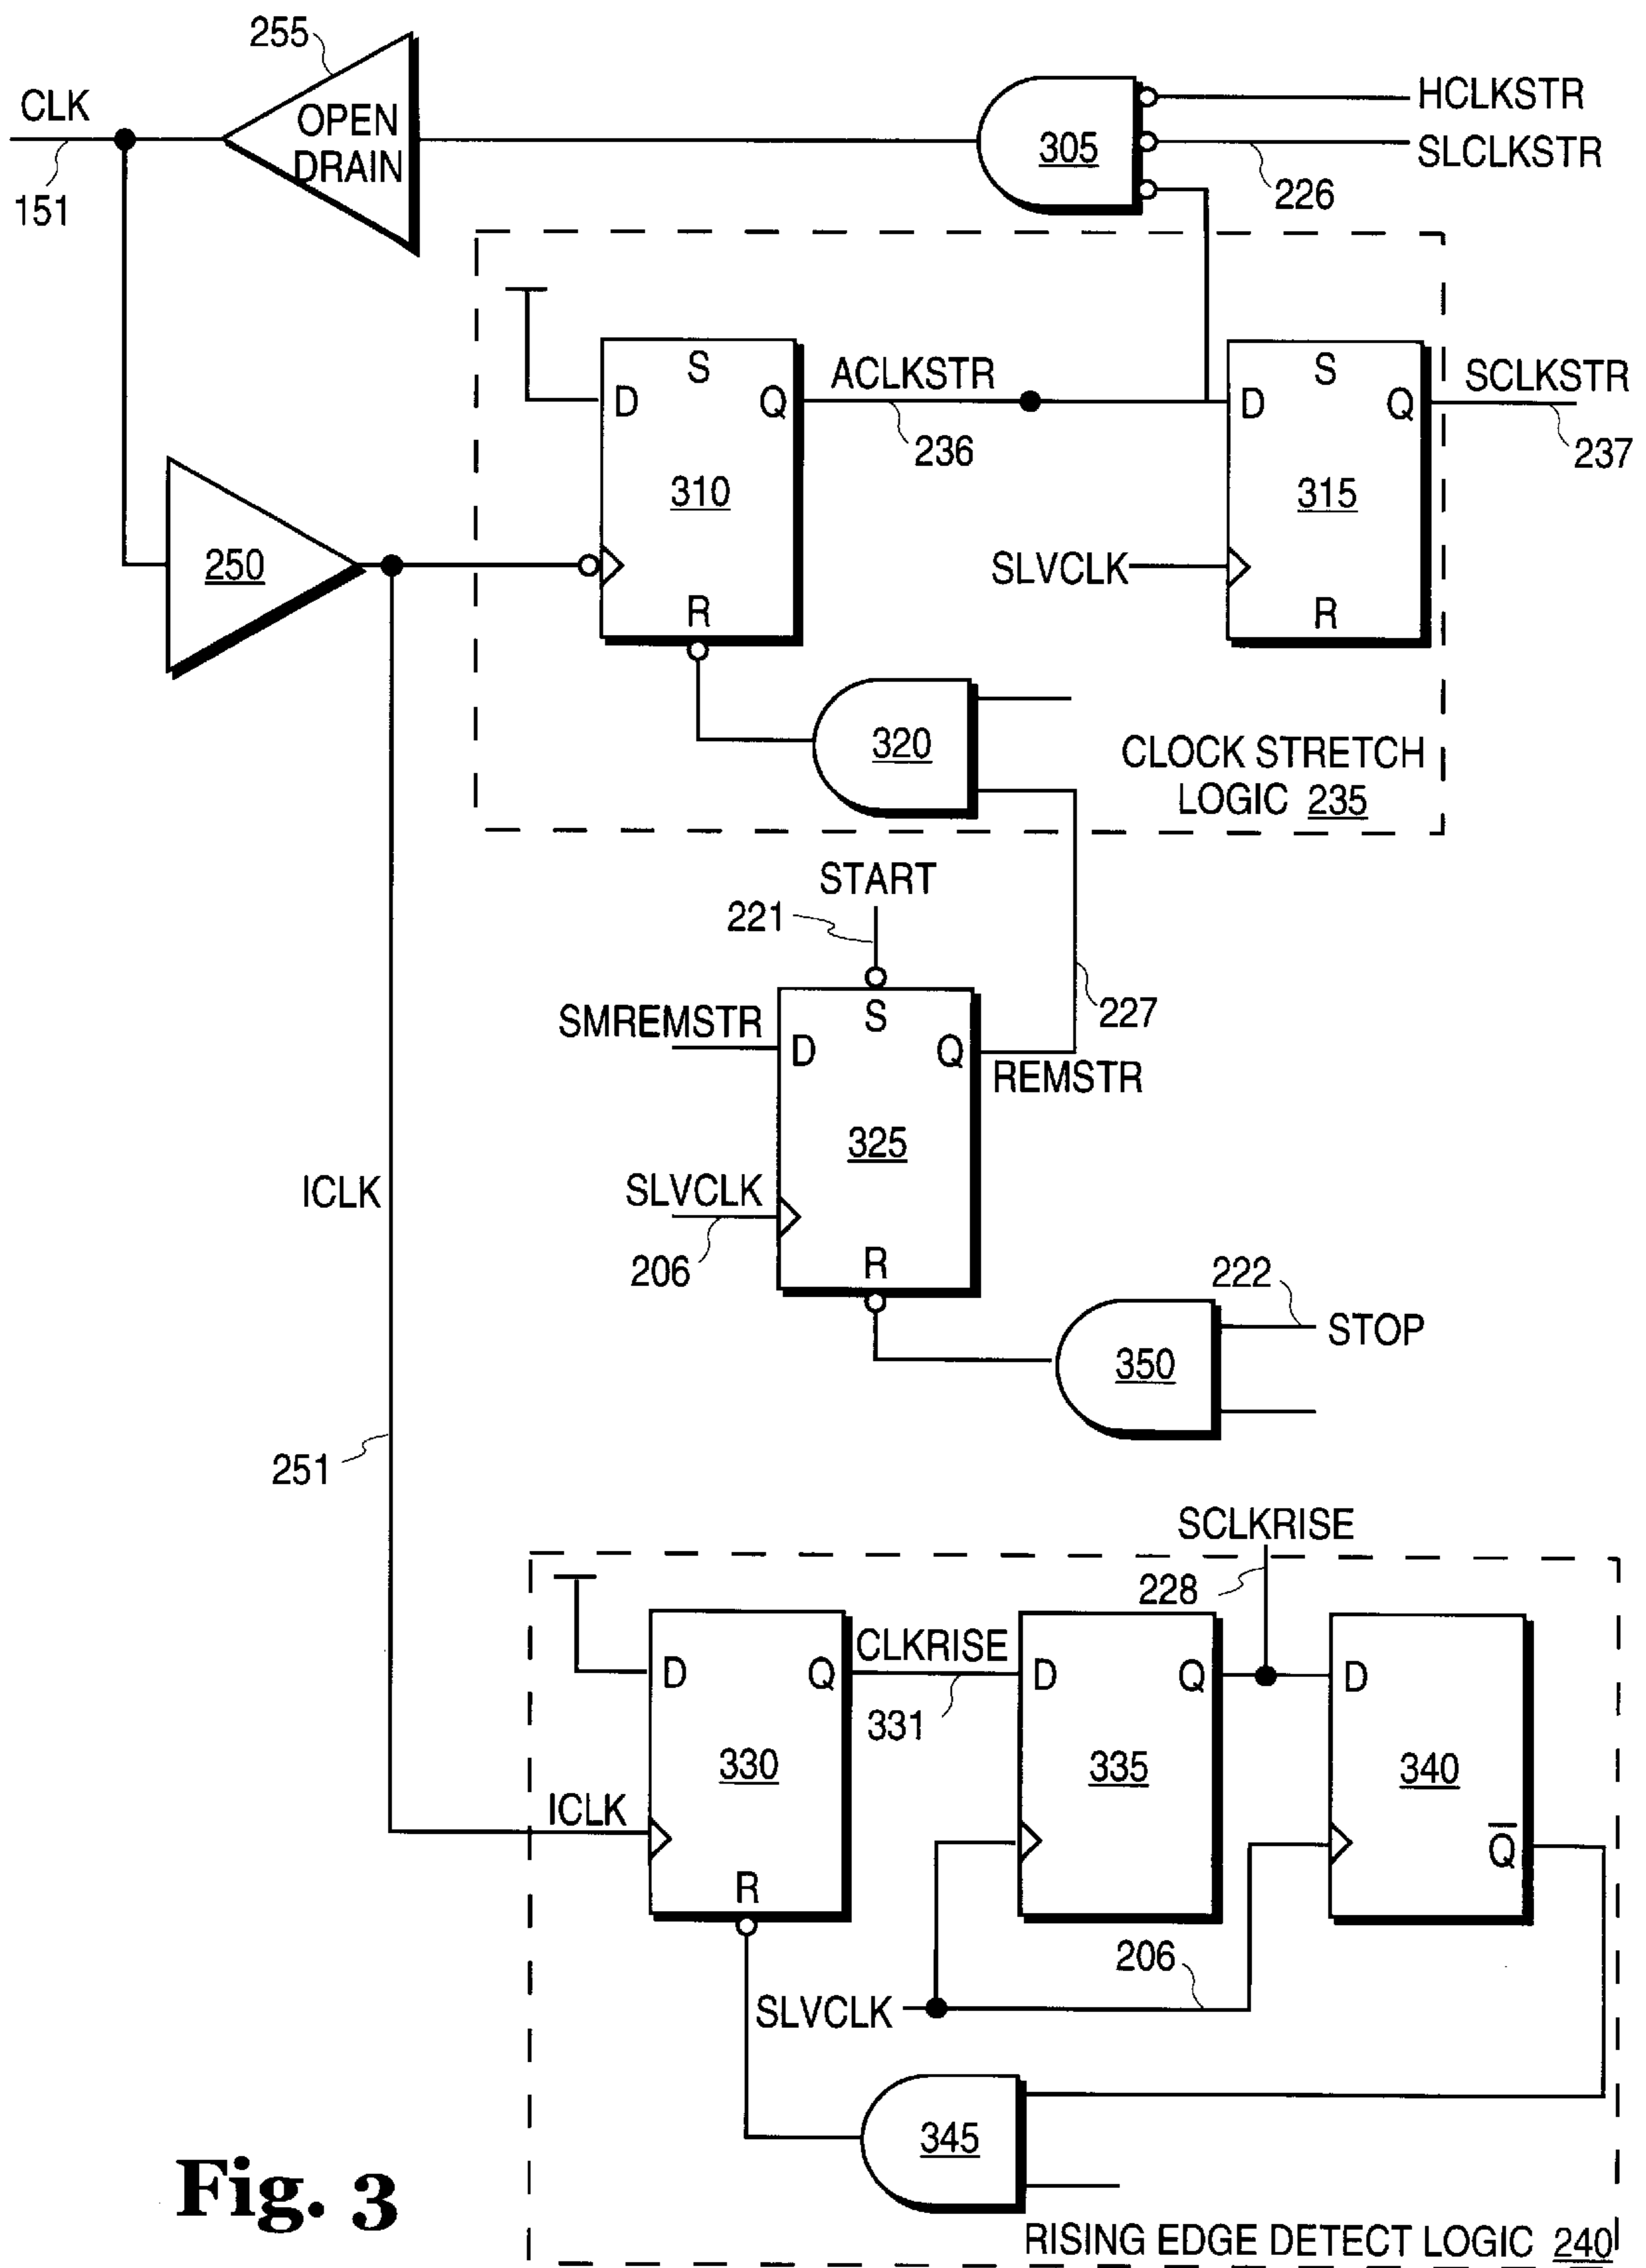 255
CLK
OPEN
DRAIN
151
305
HCLKSTR
SLCLKSTR
226
S
D
Q
310
R
ACLKSTR
236
S
D
Q
315
R
SCLKSTR
237
SLVCLK
250
320
CLOCK STRETCH
LOGIC 235
START
221
227
SMREMSTR
S
D
Q
REMSTR
325
SLVCLK
206
R
ICLK
222
STOP
350
251
SCLKRISE
228
D
Q
CLKRISE
331
D
Q
D
330
335
340
ICLK
Q
R
206
SLVCLK
345
Fig. 3
RISING EDGE DETECT LOGIC 240